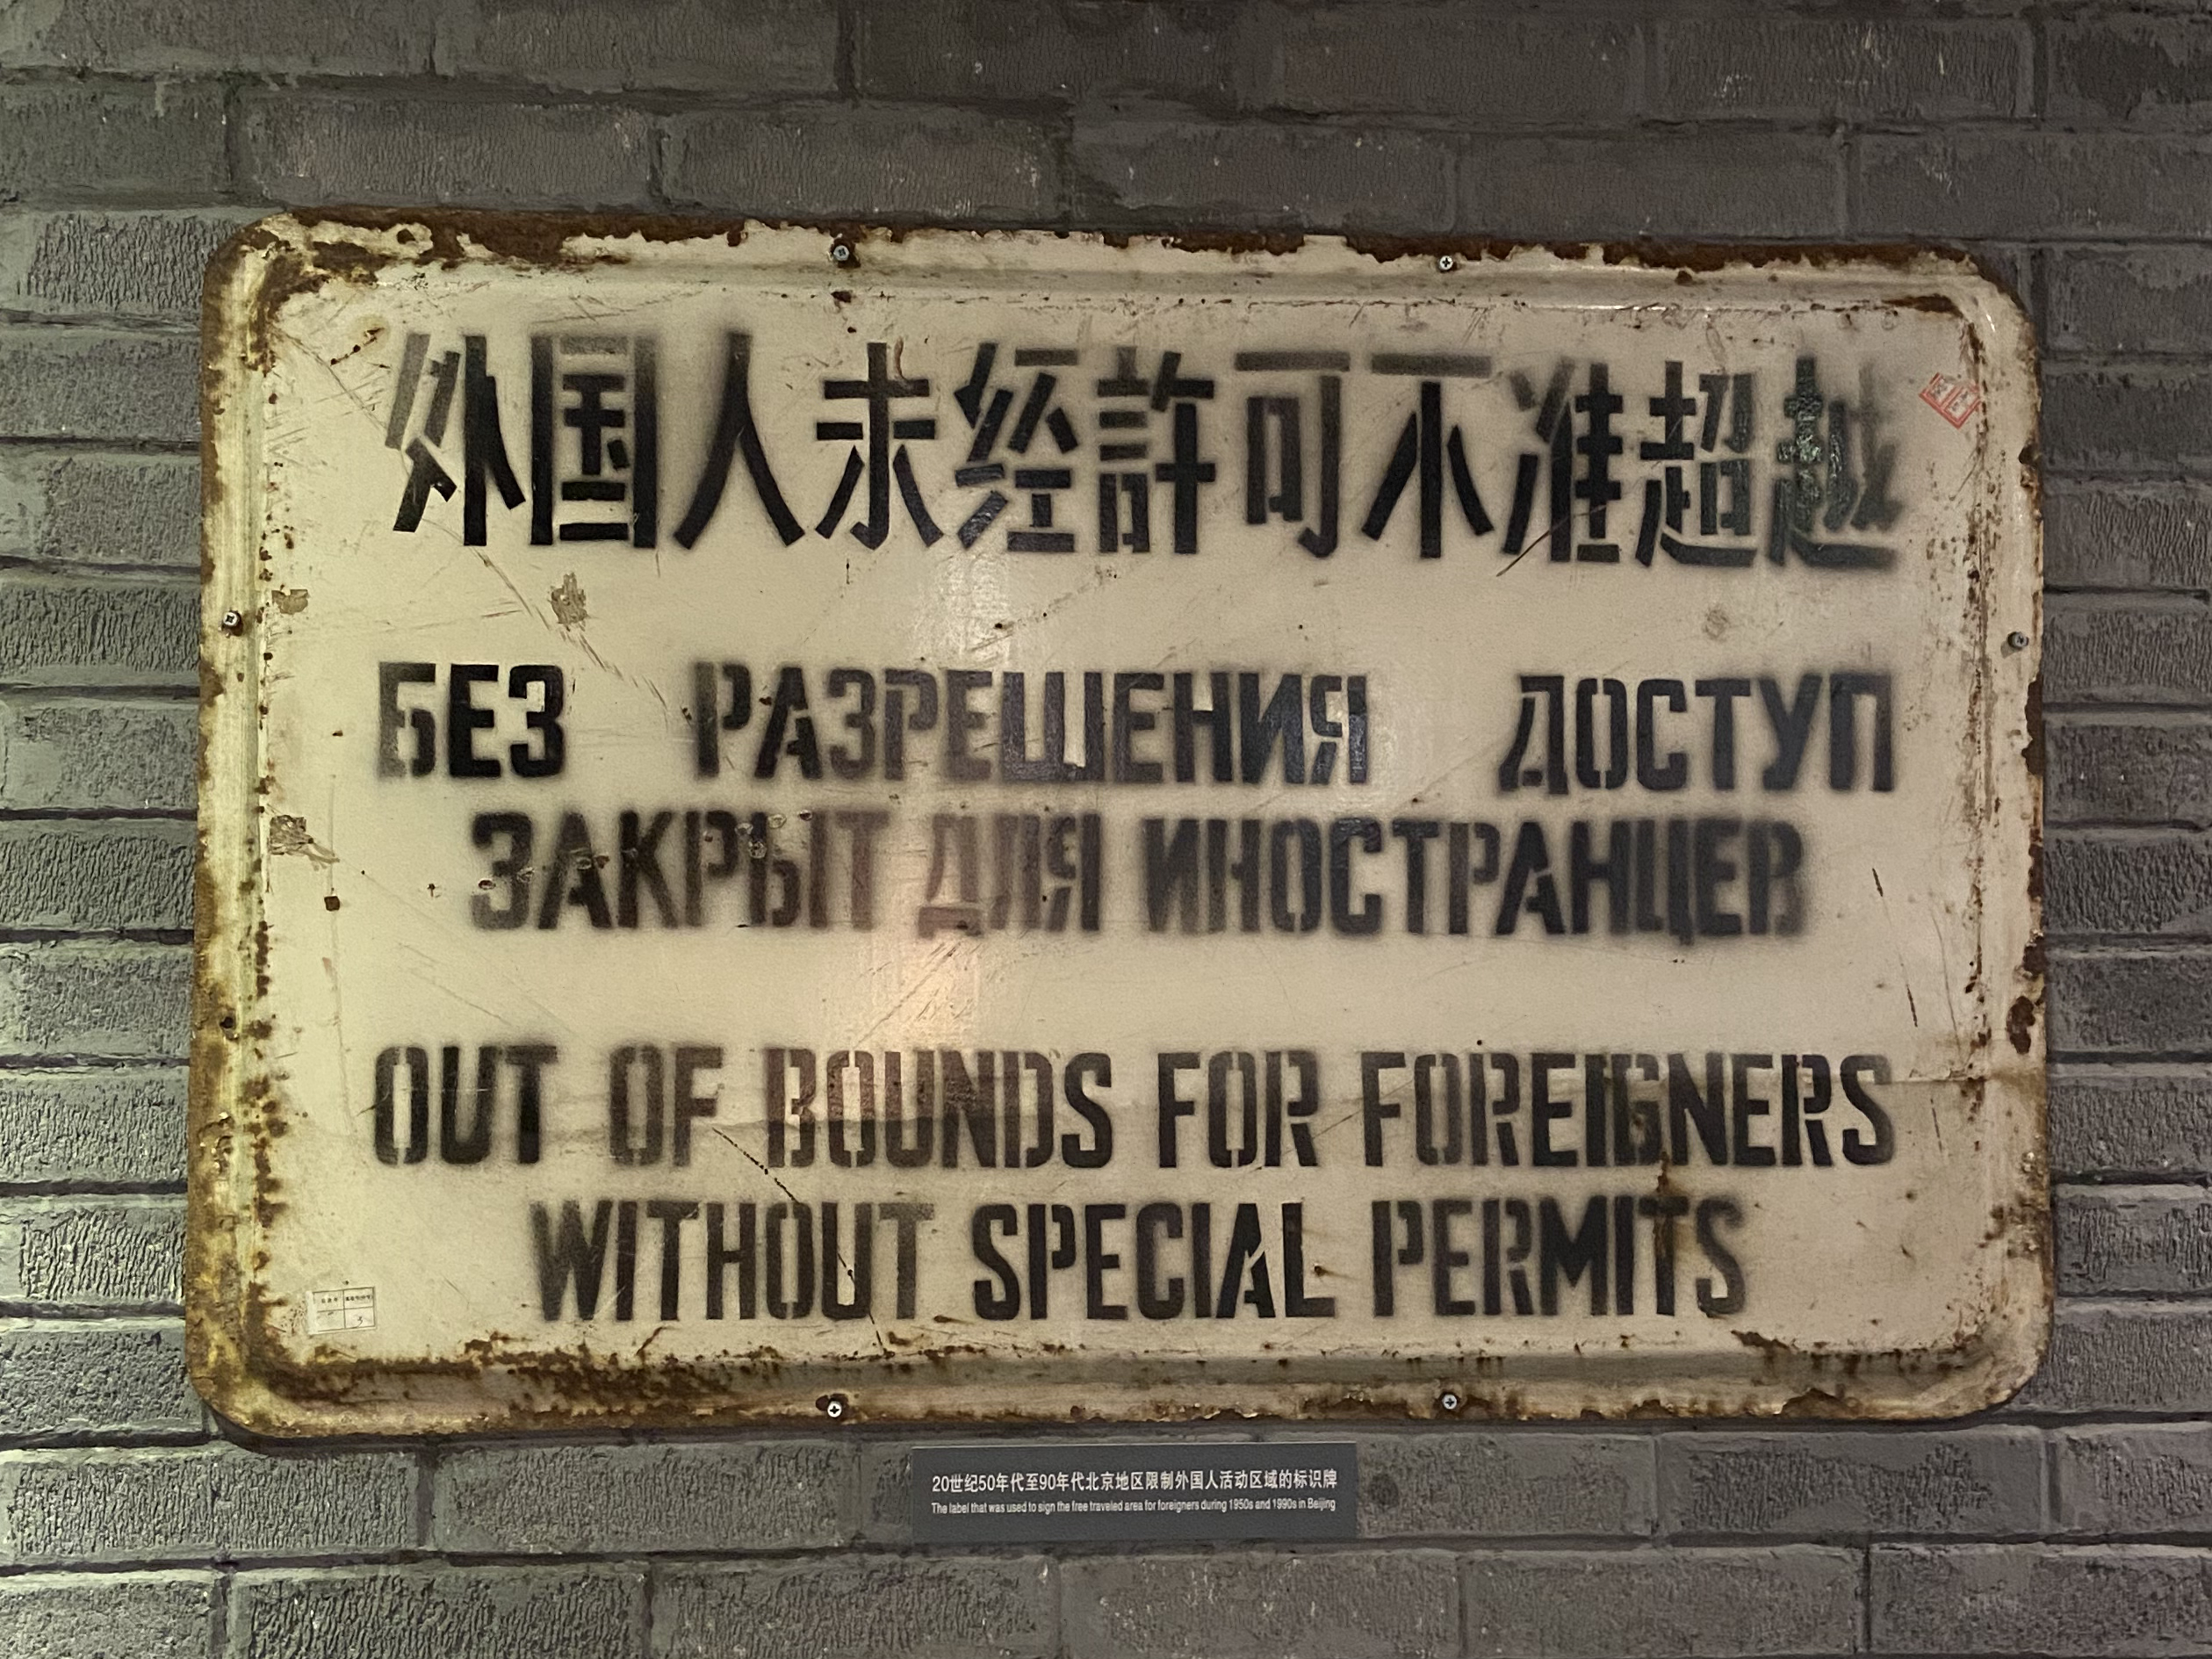 外国人未经許可不准超越
БЕЗ РАЗРЕШЕНИЯ ДОСТУП
ЗАКРЫТ ДЛЯ ИНОСТРАНЦЕВ
OUT OF BOUNDS FOR FOREIGNERS
WITHOUT SPECIAL PERMITS
20世纪50年代至90年代北京地区限制外国人活动区域的标识牌
The label that was used to sign the free traveled area for foreigners during 1950s and 1990s in Beijing